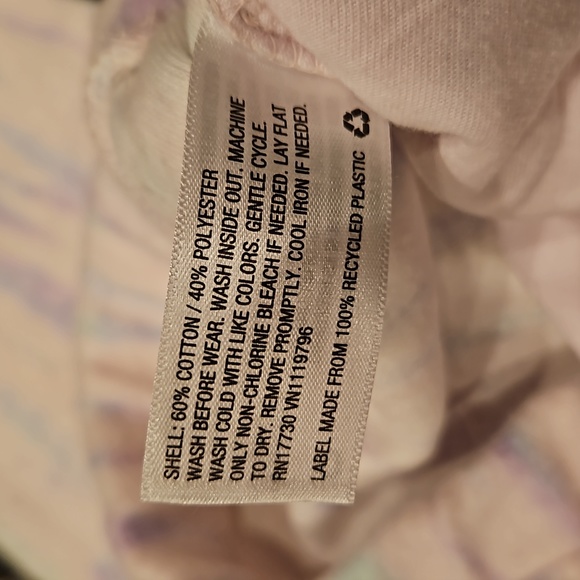 SHELL: 60% COTTON / 40% POLYESTER
WASH BEFORE WEAR. WASH INSIDE OUT. MACHINE
WASH COLD WITH LIKE COLORS. GENTLE CYCLE.
ONLY NON-CHLORINE BLEACH IF NEEDED. LAY FLAT
TO DRY. REMOVE PROMPTLY. COOL IRON IF NEEDED.
RN17730 VN1119796
LABEL MADE FROM 100% RECYCLED PLASTIC